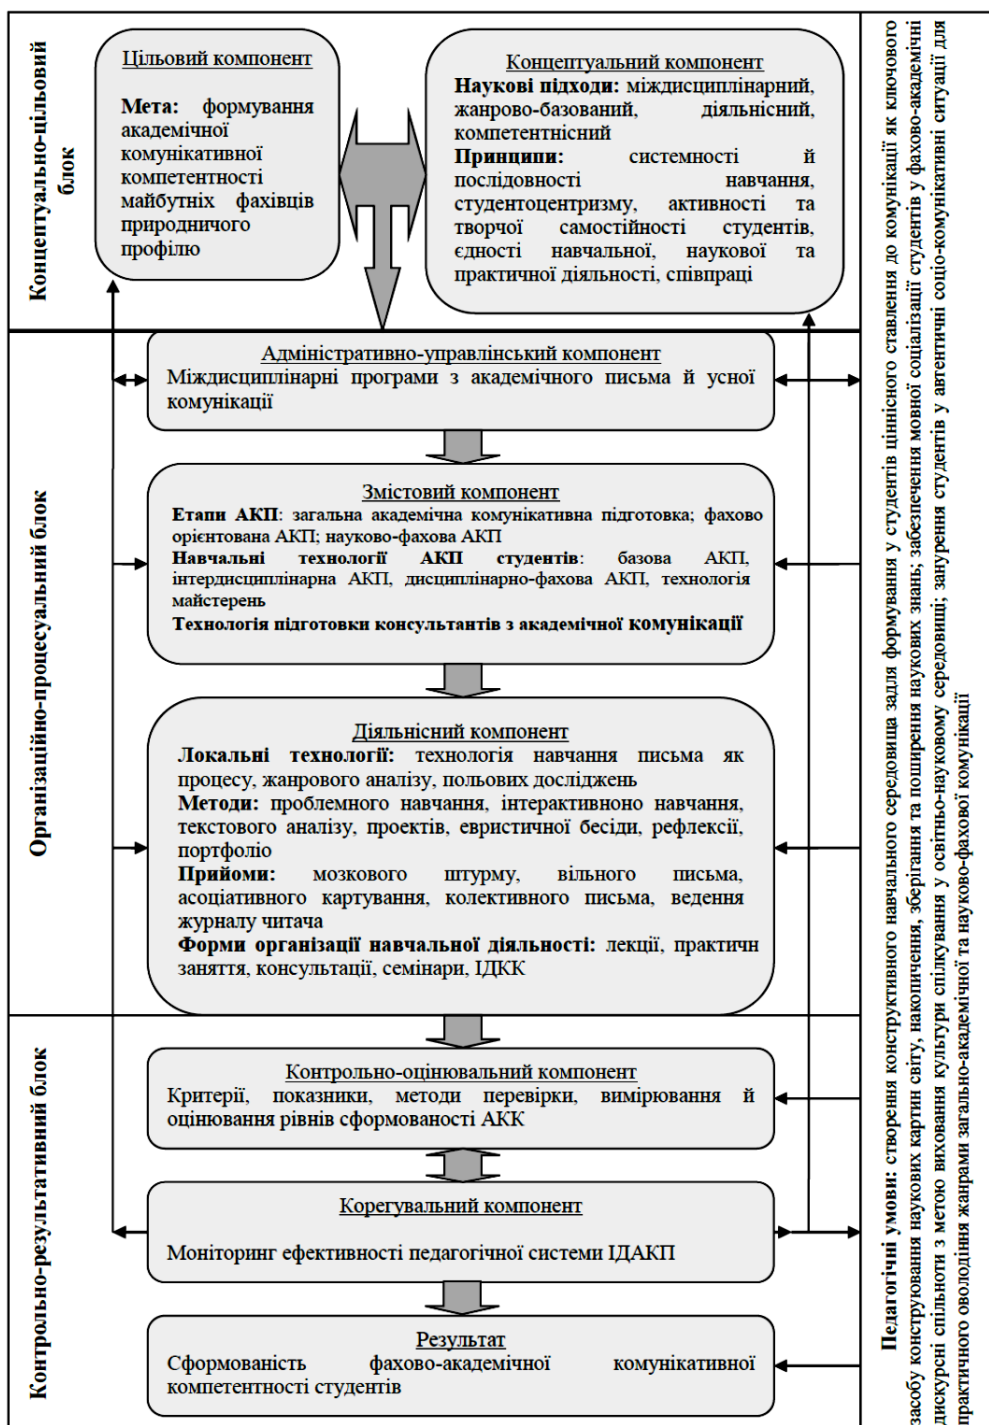 Концептуально-цільовий
блок
Цільовий компонент
Мета: формування
академічної
комунікативної
компетентності
майбутніх фахівців
природничого
профілю
Концептуальний компонент
Наукові підходи: міждисциплінарний,
жанрово-базований, діяльнісний,
компетентнісний
Принципи: системності й
послідовності навчання,
студентоцентризму, активності та
творчої самостійності студентів,
єдності навчальної, наукової та
практичної діяльності, співпраці
Організаційно-процесуальний блок
Адміністративно-управлінський компонент
Міждисциплінарні програми з академічного письма й усної
комунікації
Змістовий компонент
Етапи АКП: загальна академічна комунікативна підготовка; фахово
орієнтована АКП; науково-фахова АКП
Навчальні технології АКП студентів: базова АКП,
інтердисциплінарна АКП, дисциплінарно-фахова АКП, технологія
майстерень
Технологія підготовки консультантів з академічної комунікації
Діяльнісний компонент
Локальні технології: технологія навчання письма як
процесу, жанрового аналізу, польових досліджень
Методи: проблемного навчання, інтерактивноно навчання,
текстового аналізу, проектів, евристичної бесіди, рефлексії,
портфоліо
Прийоми: мозкового штурму, вільного письма,
асоціативного картування, колективного письма, ведення
журналу читача
Форми організації навчальної діяльності: лекції, практичн
заняття, консультації, семінари, ІДКК
Контрольно-результативний блок
Контрольно-оцінювальний компонент
Критерії, показники, методи перевірки, вимірювання й
оцінювання рівнів сформованості АКК
Корегувальний компонент
Моніторинг ефективності педагогічної системи ІДАКП
Результат
Сформованість фахово-академічної комунікативної
компетентності студентів
Педагогічні умови: створення конструктивного навчального середовища задля формування у студентів ціннісного ставлення до комунікації як ключового
засобу конструювання наукових картин світу, накопичення, зберігання та поширення наукових знань; забезпечення мовної соціалізації студентів у фахово-академічні
дискурсні спільноти з метою виховання культури спілкування у освітньо-науковому середовищі; занурення студентів у автентичні соціо-комунікативні ситуації для
практичного оволодіння жанрами загально-академічної та науково-фахової комунікації